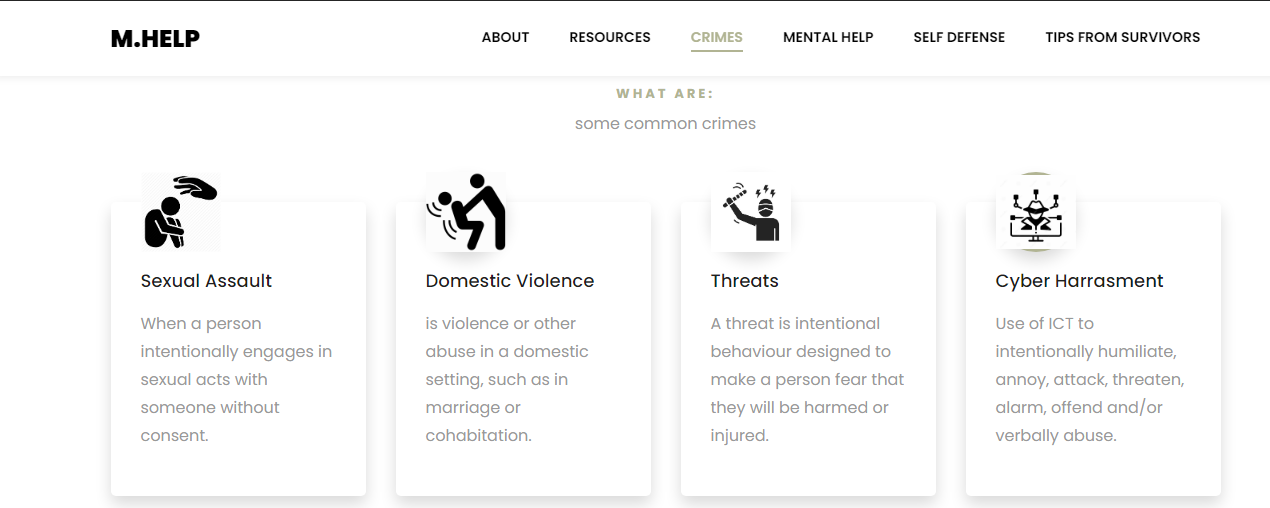 M.HELP ABOUT RESOURCES CRIMES MENTAL HELP SELF DEFENSE TIPS FROM SURVIVORS
WHAT ARE:
some common crimes
Sexual Assault
When a person
intentionally engages in
sexual acts with
someone without
consent.
Domestic Violence
is violence or other
abuse in a domestic
setting, such as in
marriage or
cohabitation.
Threats
A threat is intentional
behaviour designed to
make a person fear that
they will be harmed or
injured.
Cyber Harrasment
Use of ICT to
intentionally humiliate,
annoy, attack, threaten,
alarm, offend and/or
verbally abuse.